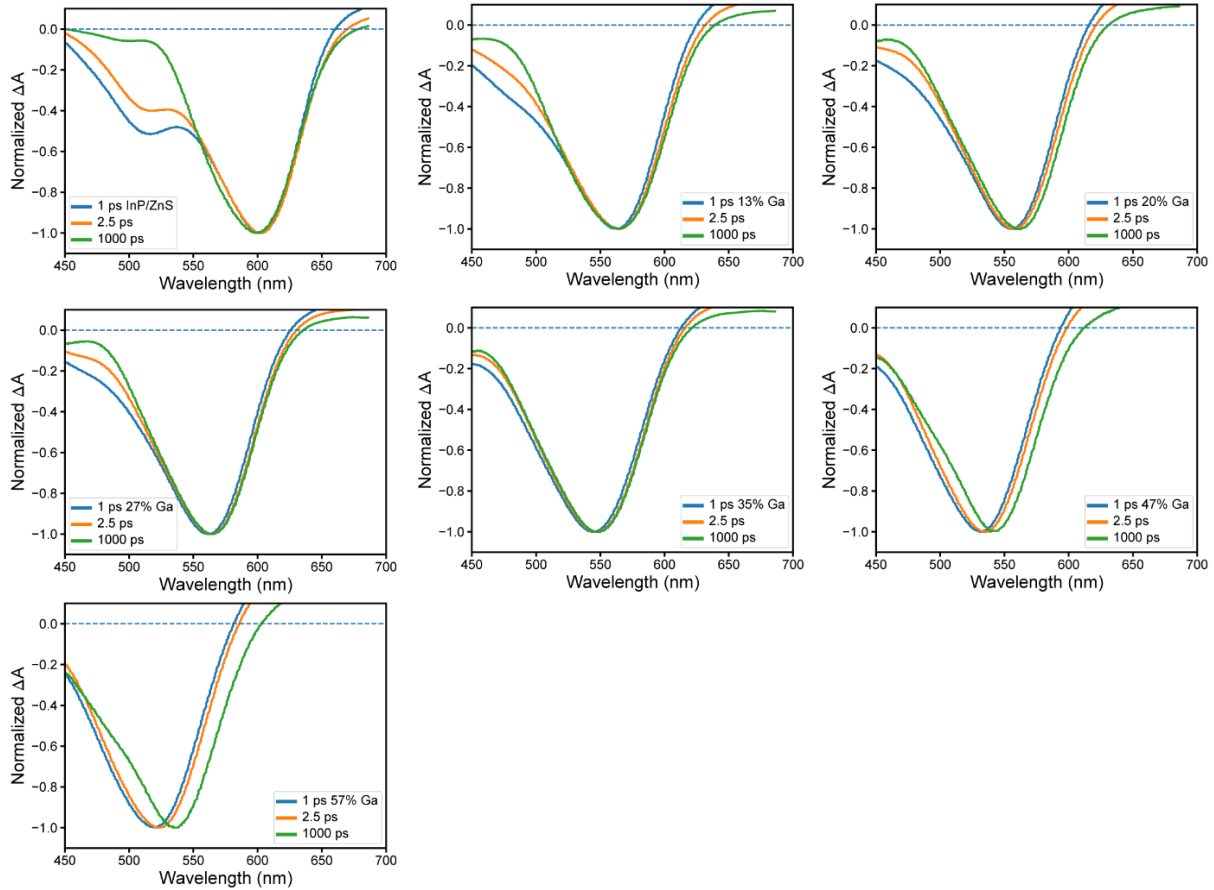 Normalized ΔA
0.0
−0.2
−0.4
−0.6
−0.8
−1.0
1 ps InP/ZnS
2.5 ps
1000 ps
450 500 550 600 650 700
Wavelength (nm)
Normalized ΔA
0.0
−0.2
−0.4
−0.6
−0.8
−1.0
1 ps 13% Ga
2.5 ps
1000 ps
450 500 550 600 650 700
Wavelength (nm)
Normalized ΔA
0.0
−0.2
−0.4
−0.6
−0.8
−1.0
1 ps 20% Ga
2.5 ps
1000 ps
450 500 550 600 650 700
Wavelength (nm)
Normalized ΔA
0.0
−0.2
−0.4
−0.6
−0.8
−1.0
1 ps 27% Ga
2.5 ps
1000 ps
450 500 550 600 650 700
Wavelength (nm)
Normalized ΔA
0.0
−0.2
−0.4
−0.6
−0.8
−1.0
1 ps 35% Ga
2.5 ps
1000 ps
450 500 550 600 650 700
Wavelength (nm)
Normalized ΔA
0.0
−0.2
−0.4
−0.6
−0.8
−1.0
1 ps 47% Ga
2.5 ps
1000 ps
450 500 550 600 650 700
Wavelength (nm)
Normalized ΔA
0.0
−0.2
−0.4
−0.6
−0.8
−1.0
1 ps 57% Ga
2.5 ps
1000 ps
450 500 550 600 650 700
Wavelength (nm)